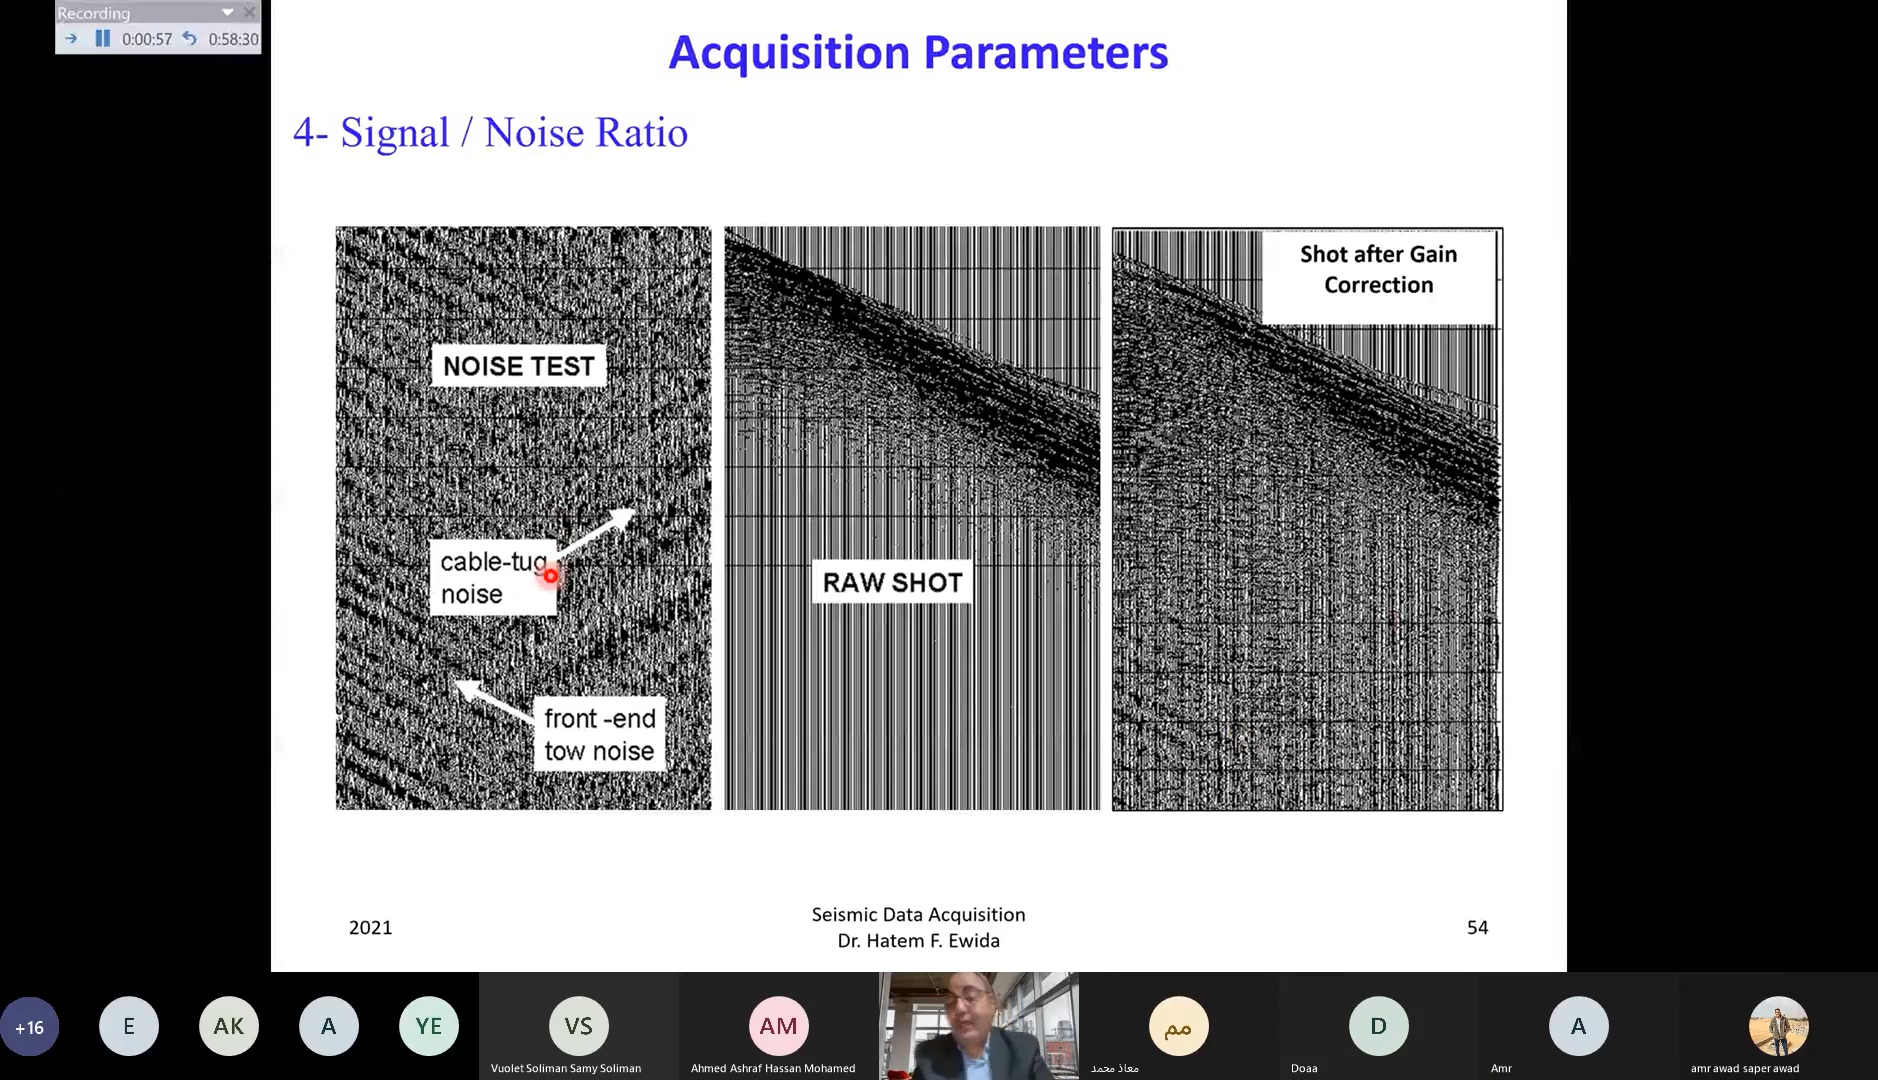 Recording
0:00:57
0:58:30
Acquisition Parameters
4- Signal / Noise Ratio
NOISE TEST
cable-tug
noise
front -end
tow noise
RAW SHOT
Shot after Gain
Correction
2021
Seismic Data Acquisition
Dr. Hatem F. Ewida
54
+16
E
AK
A
YE
VS
Vuolet Soliman Samy Soliman
AM
Ahmed Ashraf Hassan Mohamed
مم
معاذ محمد
D
Doaa
A
Amr
amr awad saper awad